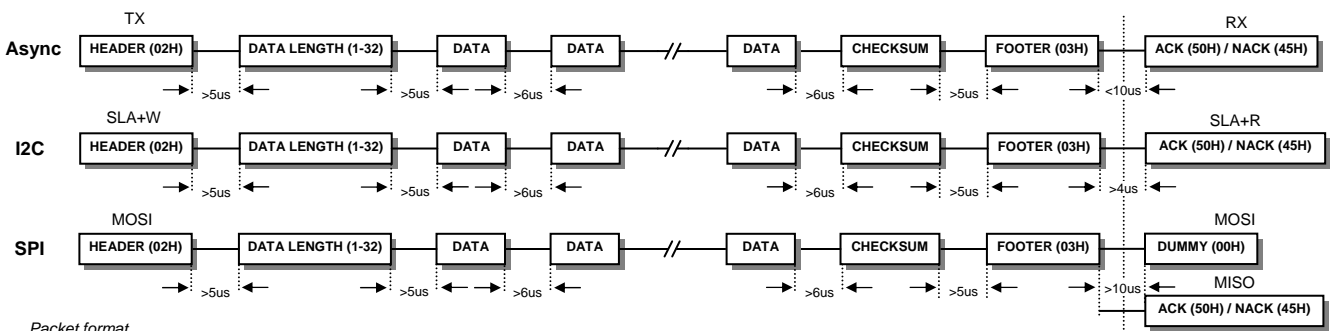 TX RX
Async HEADER (02H) DATA LENGTH (1-32) DATA DATA DATA CHECKSUM FOOTER (03H) ACK (50H) / NACK (45H)
>5us >5us >6us >6us >5us <10us
SLA+W SLA+R
I2C HEADER (02H) DATA LENGTH (1-32) DATA DATA DATA CHECKSUM FOOTER (03H) ACK (50H) / NACK (45H)
>5us >5us >6us >6us >5us >4us
MOSI MOSI
SPI HEADER (02H) DATA LENGTH (1-32) DATA DATA DATA CHECKSUM FOOTER (03H) DUMMY (00H)
>5us >5us >6us >6us >5us >10us MISO
ACK (50H) / NACK (45H)
Packet format